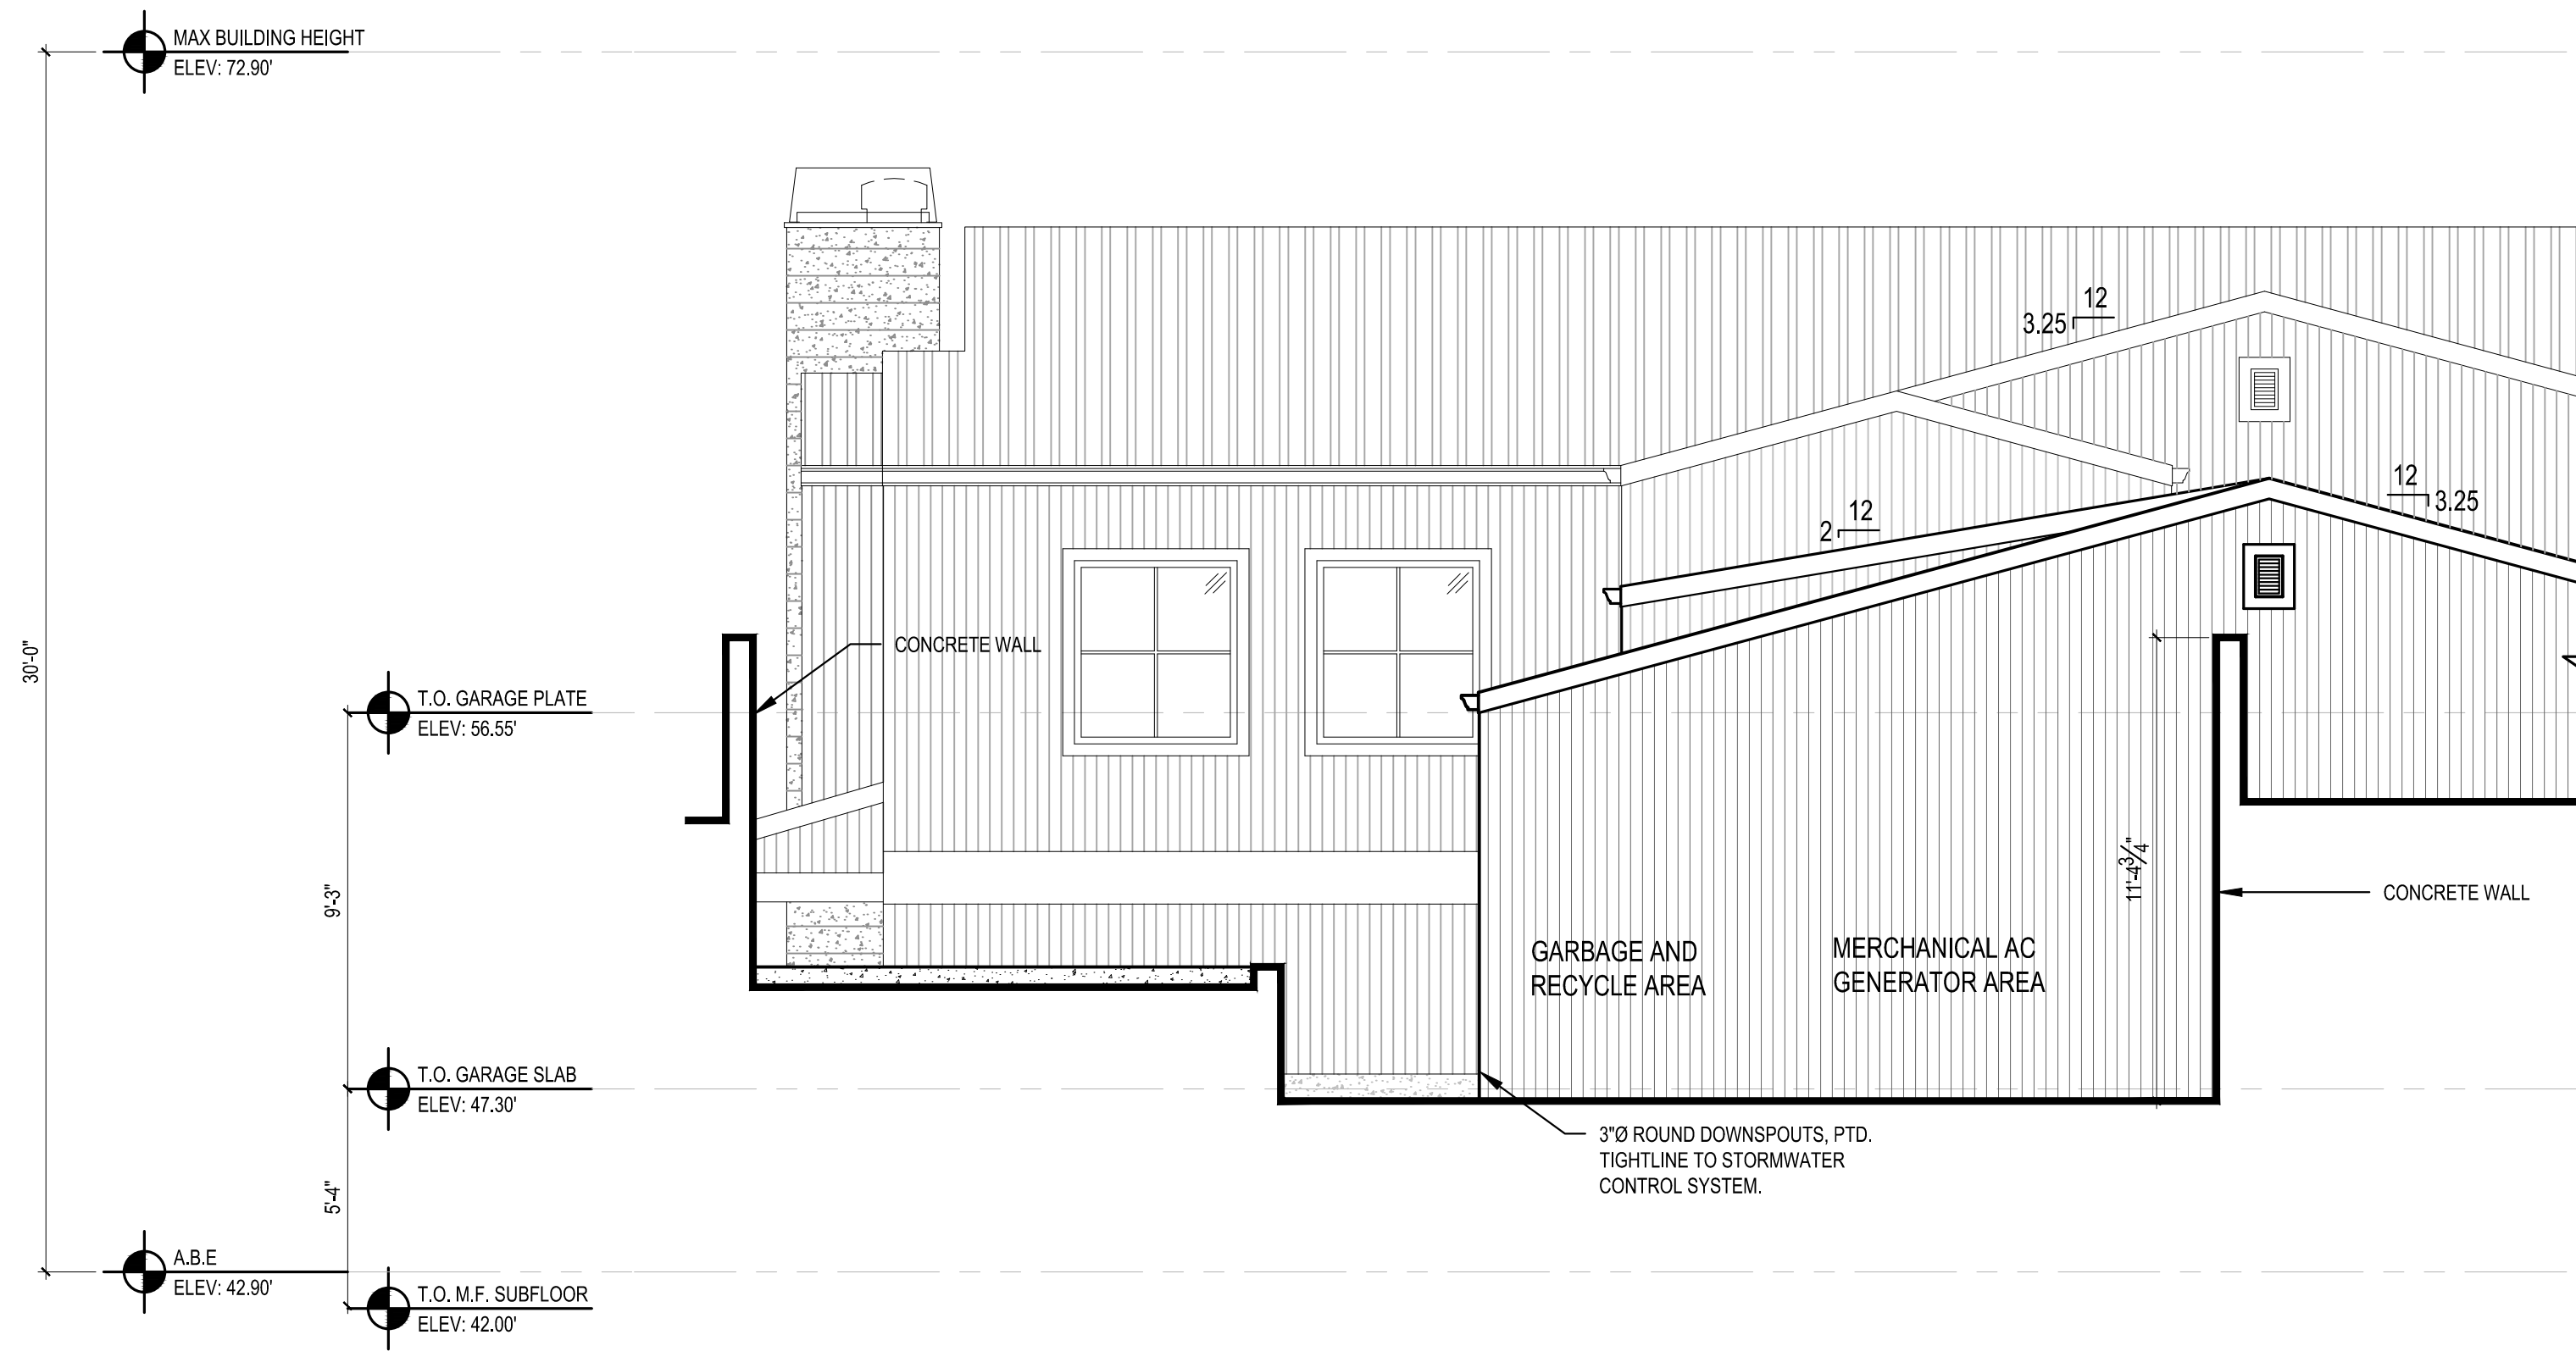 MAX BUILDING HEIGHT
ELEV: 72.90'
12
3.25
12
3.25
12
2
30'-0"
CONCRETE WALL
T.O. GARAGE PLATE
ELEV: 56.55'
9'-3"
11'-4 3/4"
CONCRETE WALL
GARBAGE AND
RECYCLE AREA
MERCHANICAL AC
GENERATOR AREA
T.O. GARAGE SLAB
ELEV: 47.30'
3"Ø ROUND DOWNSPOUTS, PTD.
TIGHTLINE TO STORMWATER
CONTROL SYSTEM.
5'-4"
A.B.E
ELEV: 42.90'
T.O. M.F. SUBFLOOR
ELEV: 42.00'